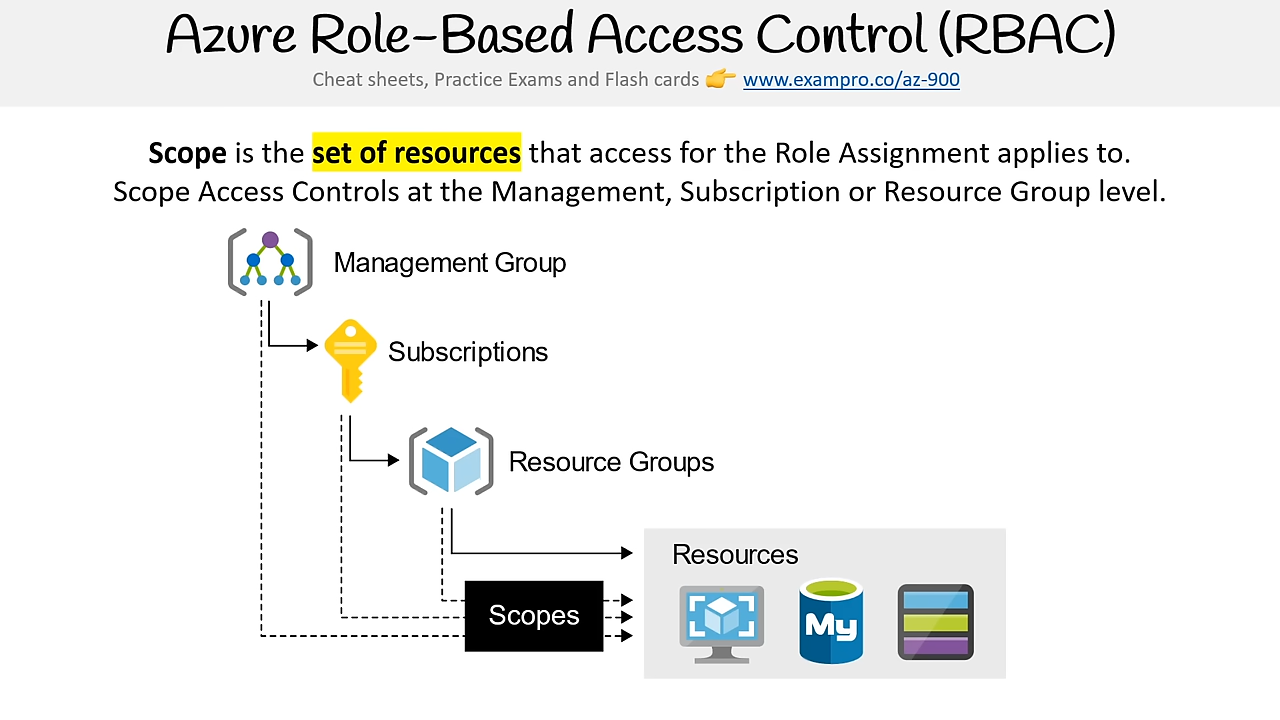 Azure Role-Based Access Control (RBAC)
Cheat sheets, Practice Exams and Flash cards 👉 www.exampro.co/az-900
Scope is the set of resources that access for the Role Assignment applies to.
Scope Access Controls at the Management, Subscription or Resource Group level.
Management Group
Subscriptions
Resource Groups
Resources
Scopes
My